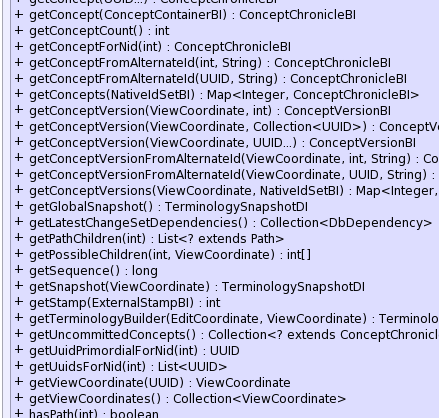 + getConcept(UUID...) : ConceptChronicleBI
+ getConcept(ConceptContainerBI) : ConceptChronicleBI
+ getConceptCount() : int
+ getConceptForNid(int) : ConceptChronicleBI
+ getConceptFromAlternateId(int, String) : ConceptChronicleBI
+ getConceptFromAlternateId(UUID, String) : ConceptChronicleBI
+ getConcepts(NativeIdSetBI) : Map<Integer, ConceptChronicleBI>
+ getConceptVersion(ViewCoordinate, int) : ConceptVersionBI
+ getConceptVersion(ViewCoordinate, Collection<UUID>) : ConceptVe
+ getConceptVersion(ViewCoordinate, UUID...) : ConceptVersionBI
+ getConceptVersionFromAlternateId(ViewCoordinate, int, String) : Co
+ getConceptVersionFromAlternateId(ViewCoordinate, UUID, String) :
+ getConceptVersions(ViewCoordinate, NativeIdSetBI) : Map<Integer,
+ getGlobalSnapshot() : TerminologySnapshotDI
+ getLatestChangeSetDependencies() : Collection<DbDependency>
+ getPathChildren(int) : List<? extends Path>
+ getPossibleChildren(int, ViewCoordinate) : int[]
+ getSequence() : long
+ getSnapshot(ViewCoordinate) : TerminologySnapshotDI
+ getStamp(ExternalStampBI) : int
+ getTerminologyBuilder(EditCoordinate, ViewCoordinate) : Terminolo
+ getUncommittedConcepts() : Collection<? extends ConceptChronicl
+ getUuidPrimordialForNid(int) : UUID
+ getUuidsForNid(int) : List<UUID>
+ getViewCoordinate(UUID) : ViewCoordinate
+ getViewCoordinates() : Collection<ViewCoordinate>
+ hasPath(int) : boolean